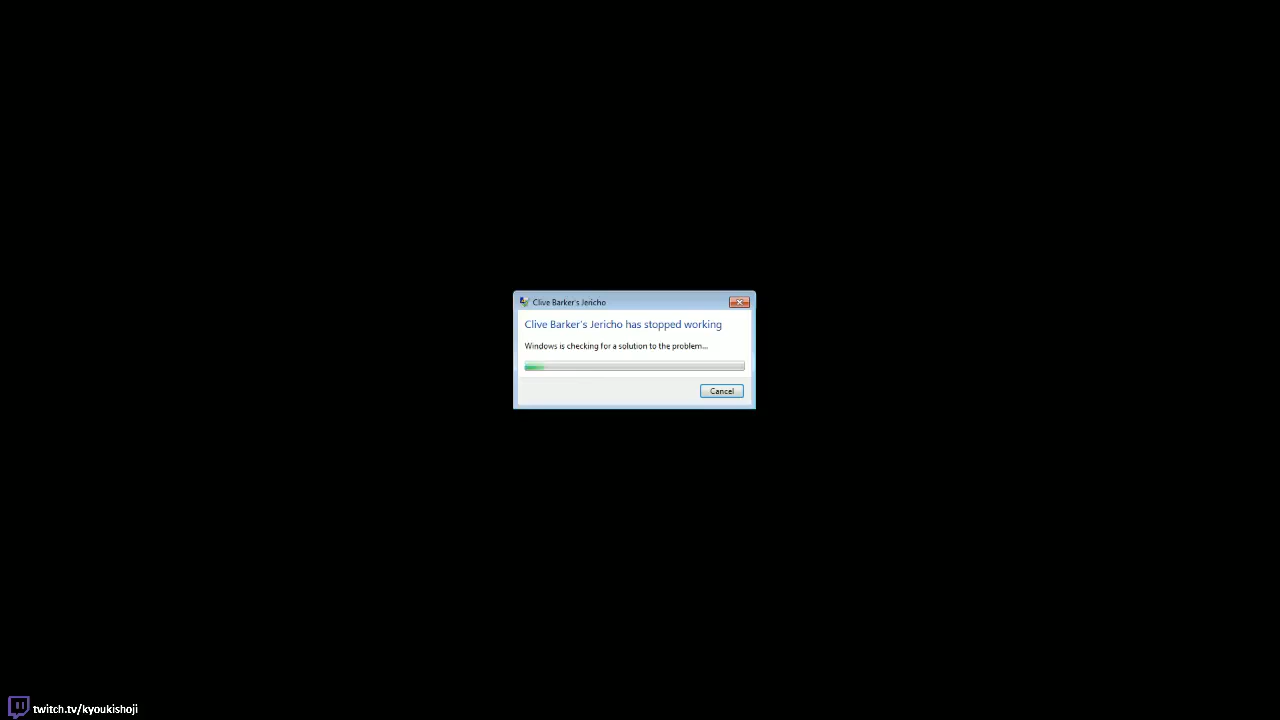 Clive Barker's Jericho
Clive Barker's Jericho has stopped working
Windows is checking for a solution to the problem...
Cancel
twitch.tv/kyoukishoji